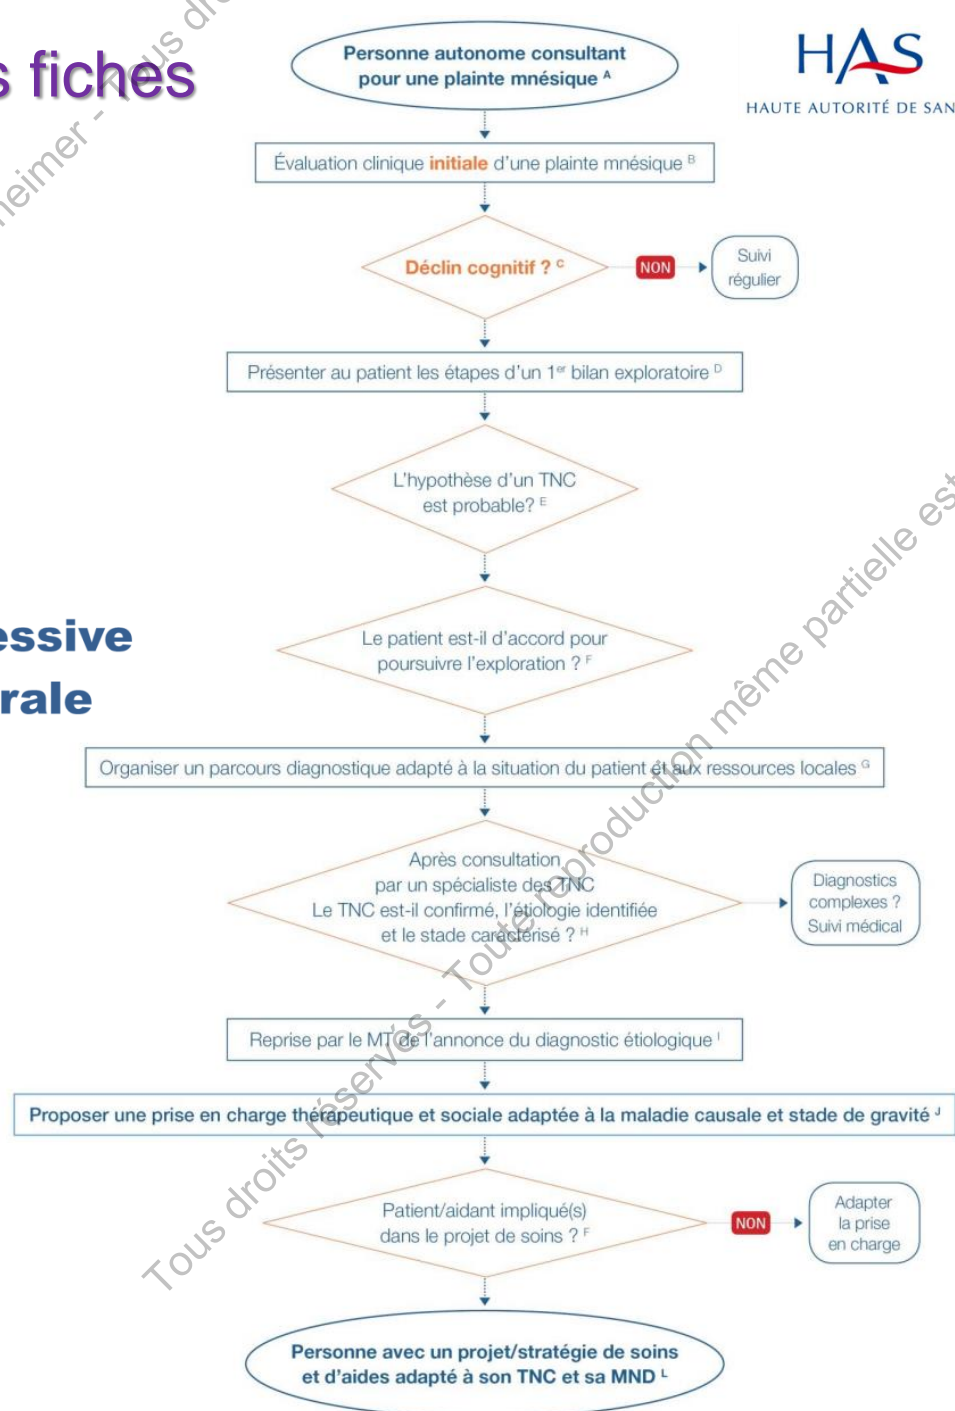 s fiches
HAS
HAUTE AUTORITÉ DE SAN
Personne autonome consultant
pour une plainte mnésique A
Évaluation clinique initiale d'une plainte mnésique B
Déclin cognitif ? C
NON
Suivi
régulier
Présenter au patient les étapes d'un 1er bilan exploratoire D
L'hypothèse d'un TNC
est probable? E
essive
rale
Le patient est-il d'accord pour
poursuivre l'exploration ? F
Organiser un parcours diagnostique adapté à la situation du patient et aux ressources locales G
Après consultation
par un spécialiste des TNC
Le TNC est-il confirmé, l'étiologie identifiée
et le stade caractérisé ? H
Diagnostics
complexes ?
Suivi médical
Reprise par le MT de l'annonce du diagnostic étiologique I
Proposer une prise en charge thérapeutique et sociale adaptée à la maladie causale et stade de gravité J
Patient/aidant impliqué(s)
dans le projet de soins ? F
NON
Adapter
la prise
en charge
Personne avec un projet/stratégie de soins
et d'aides adapté à son TNC et sa MND L
heimer - Tous dro
Tous droits réservés - Toute reproduction même partielle est